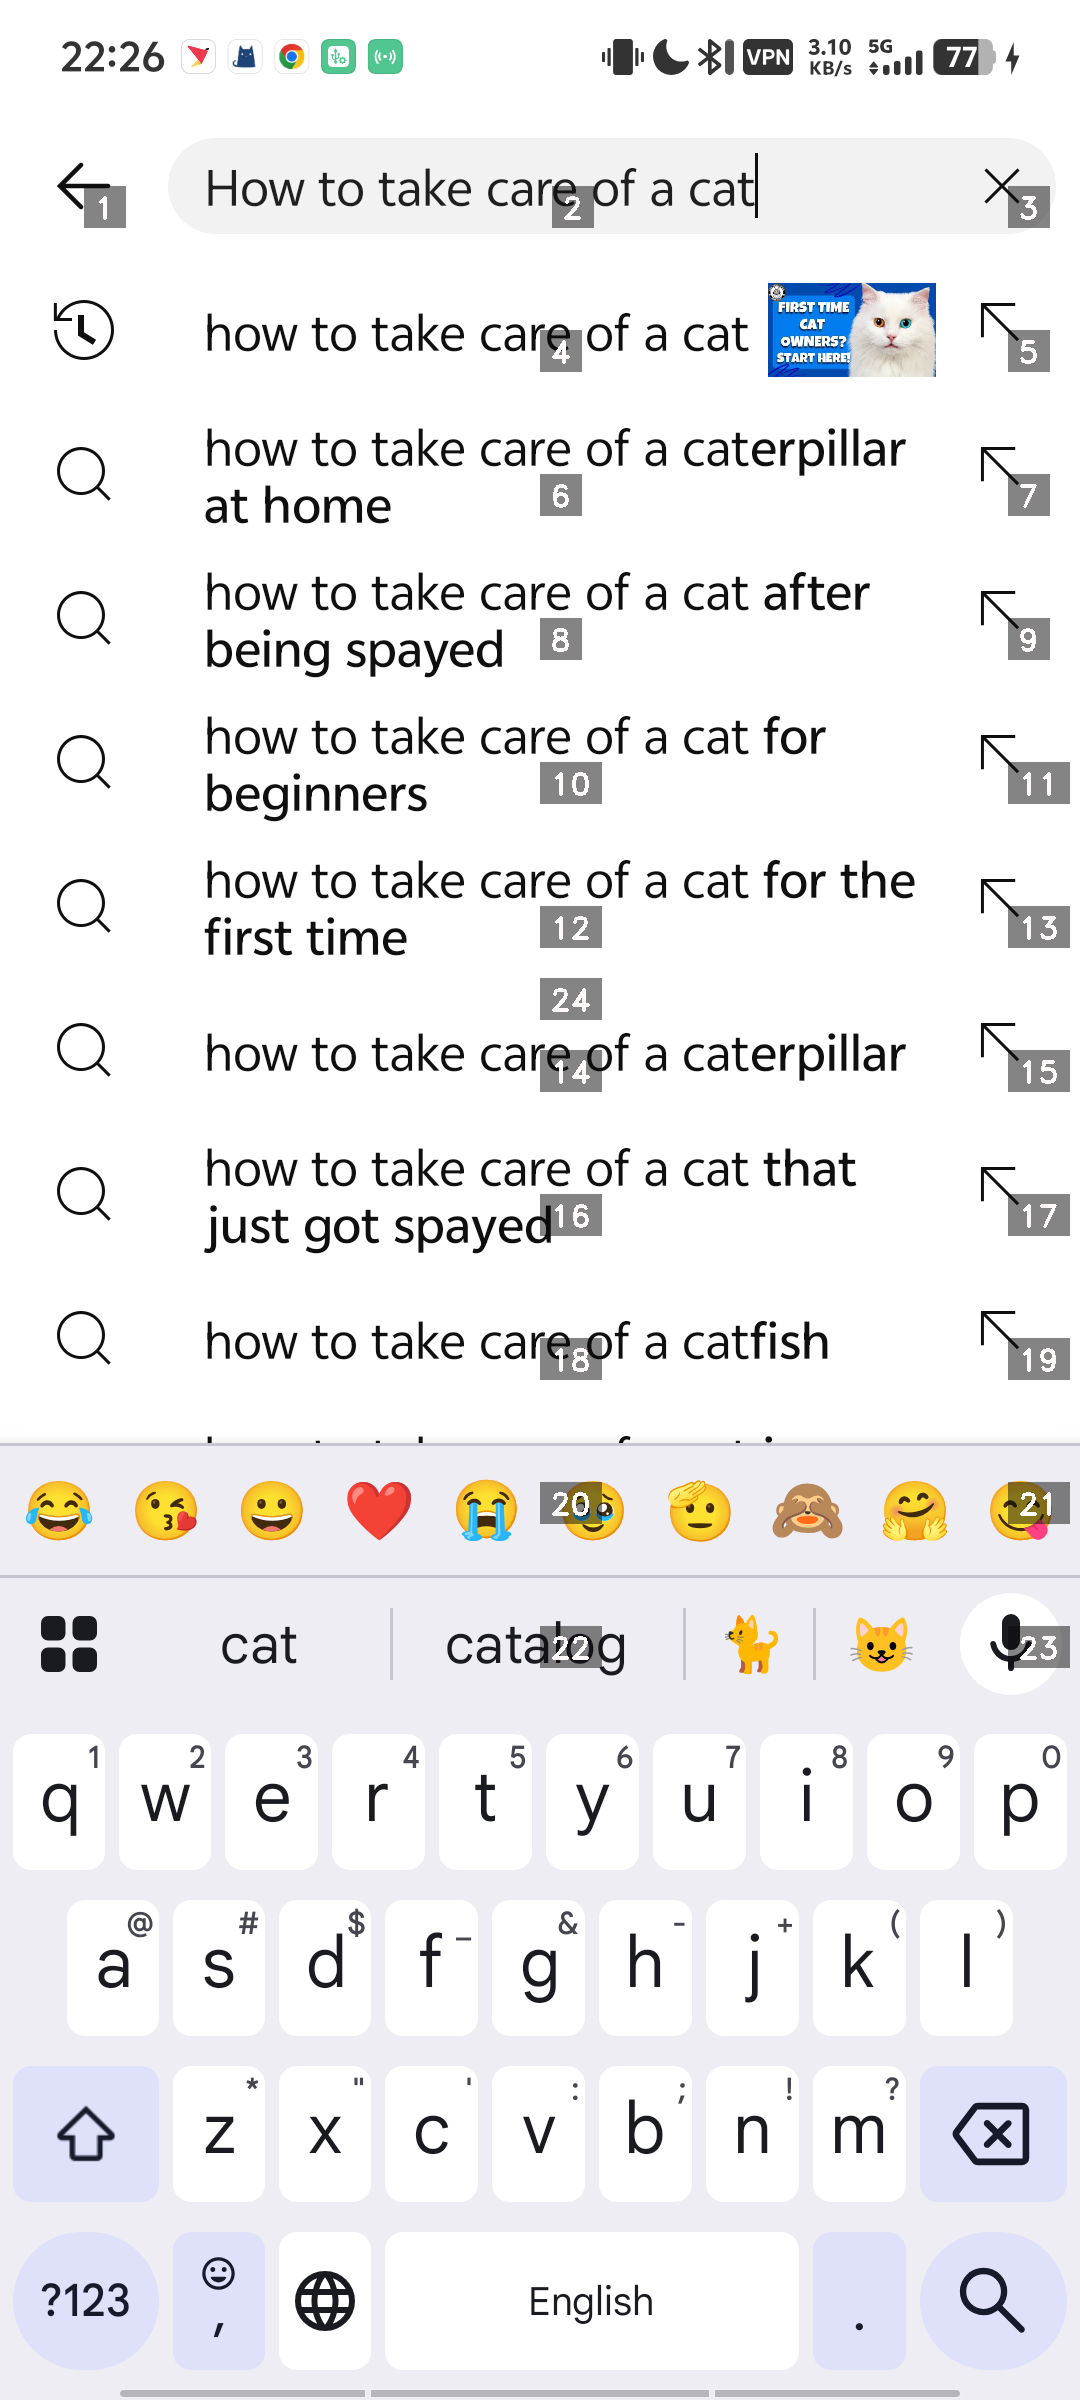 22:26
VPN
3.10 KB/s
5G
77
How to take care of a cat
1
2
3
how to take care of a cat
FIRST TIME
CAT
OWNERS?
START HERE!
4
5
how to take care of a caterpillar
at home
6
7
how to take care of a cat after
being spayed
8
9
how to take care of a cat for
beginners
10
11
how to take care of a cat for the
first time
12
13
24
how to take care of a caterpillar
14
15
how to take care of a cat that
just got spayed
16
17
how to take care of a catfish
18
19
20
21
cat
catalog
22
23
1 2 3 4 5 6 7 8 9 0
q w e r t y u i o p
@ # $ _ & - + ( )
a s d f g h j k l
* " ' : ; ! ?
z x c v b n m
?123
,
English
.